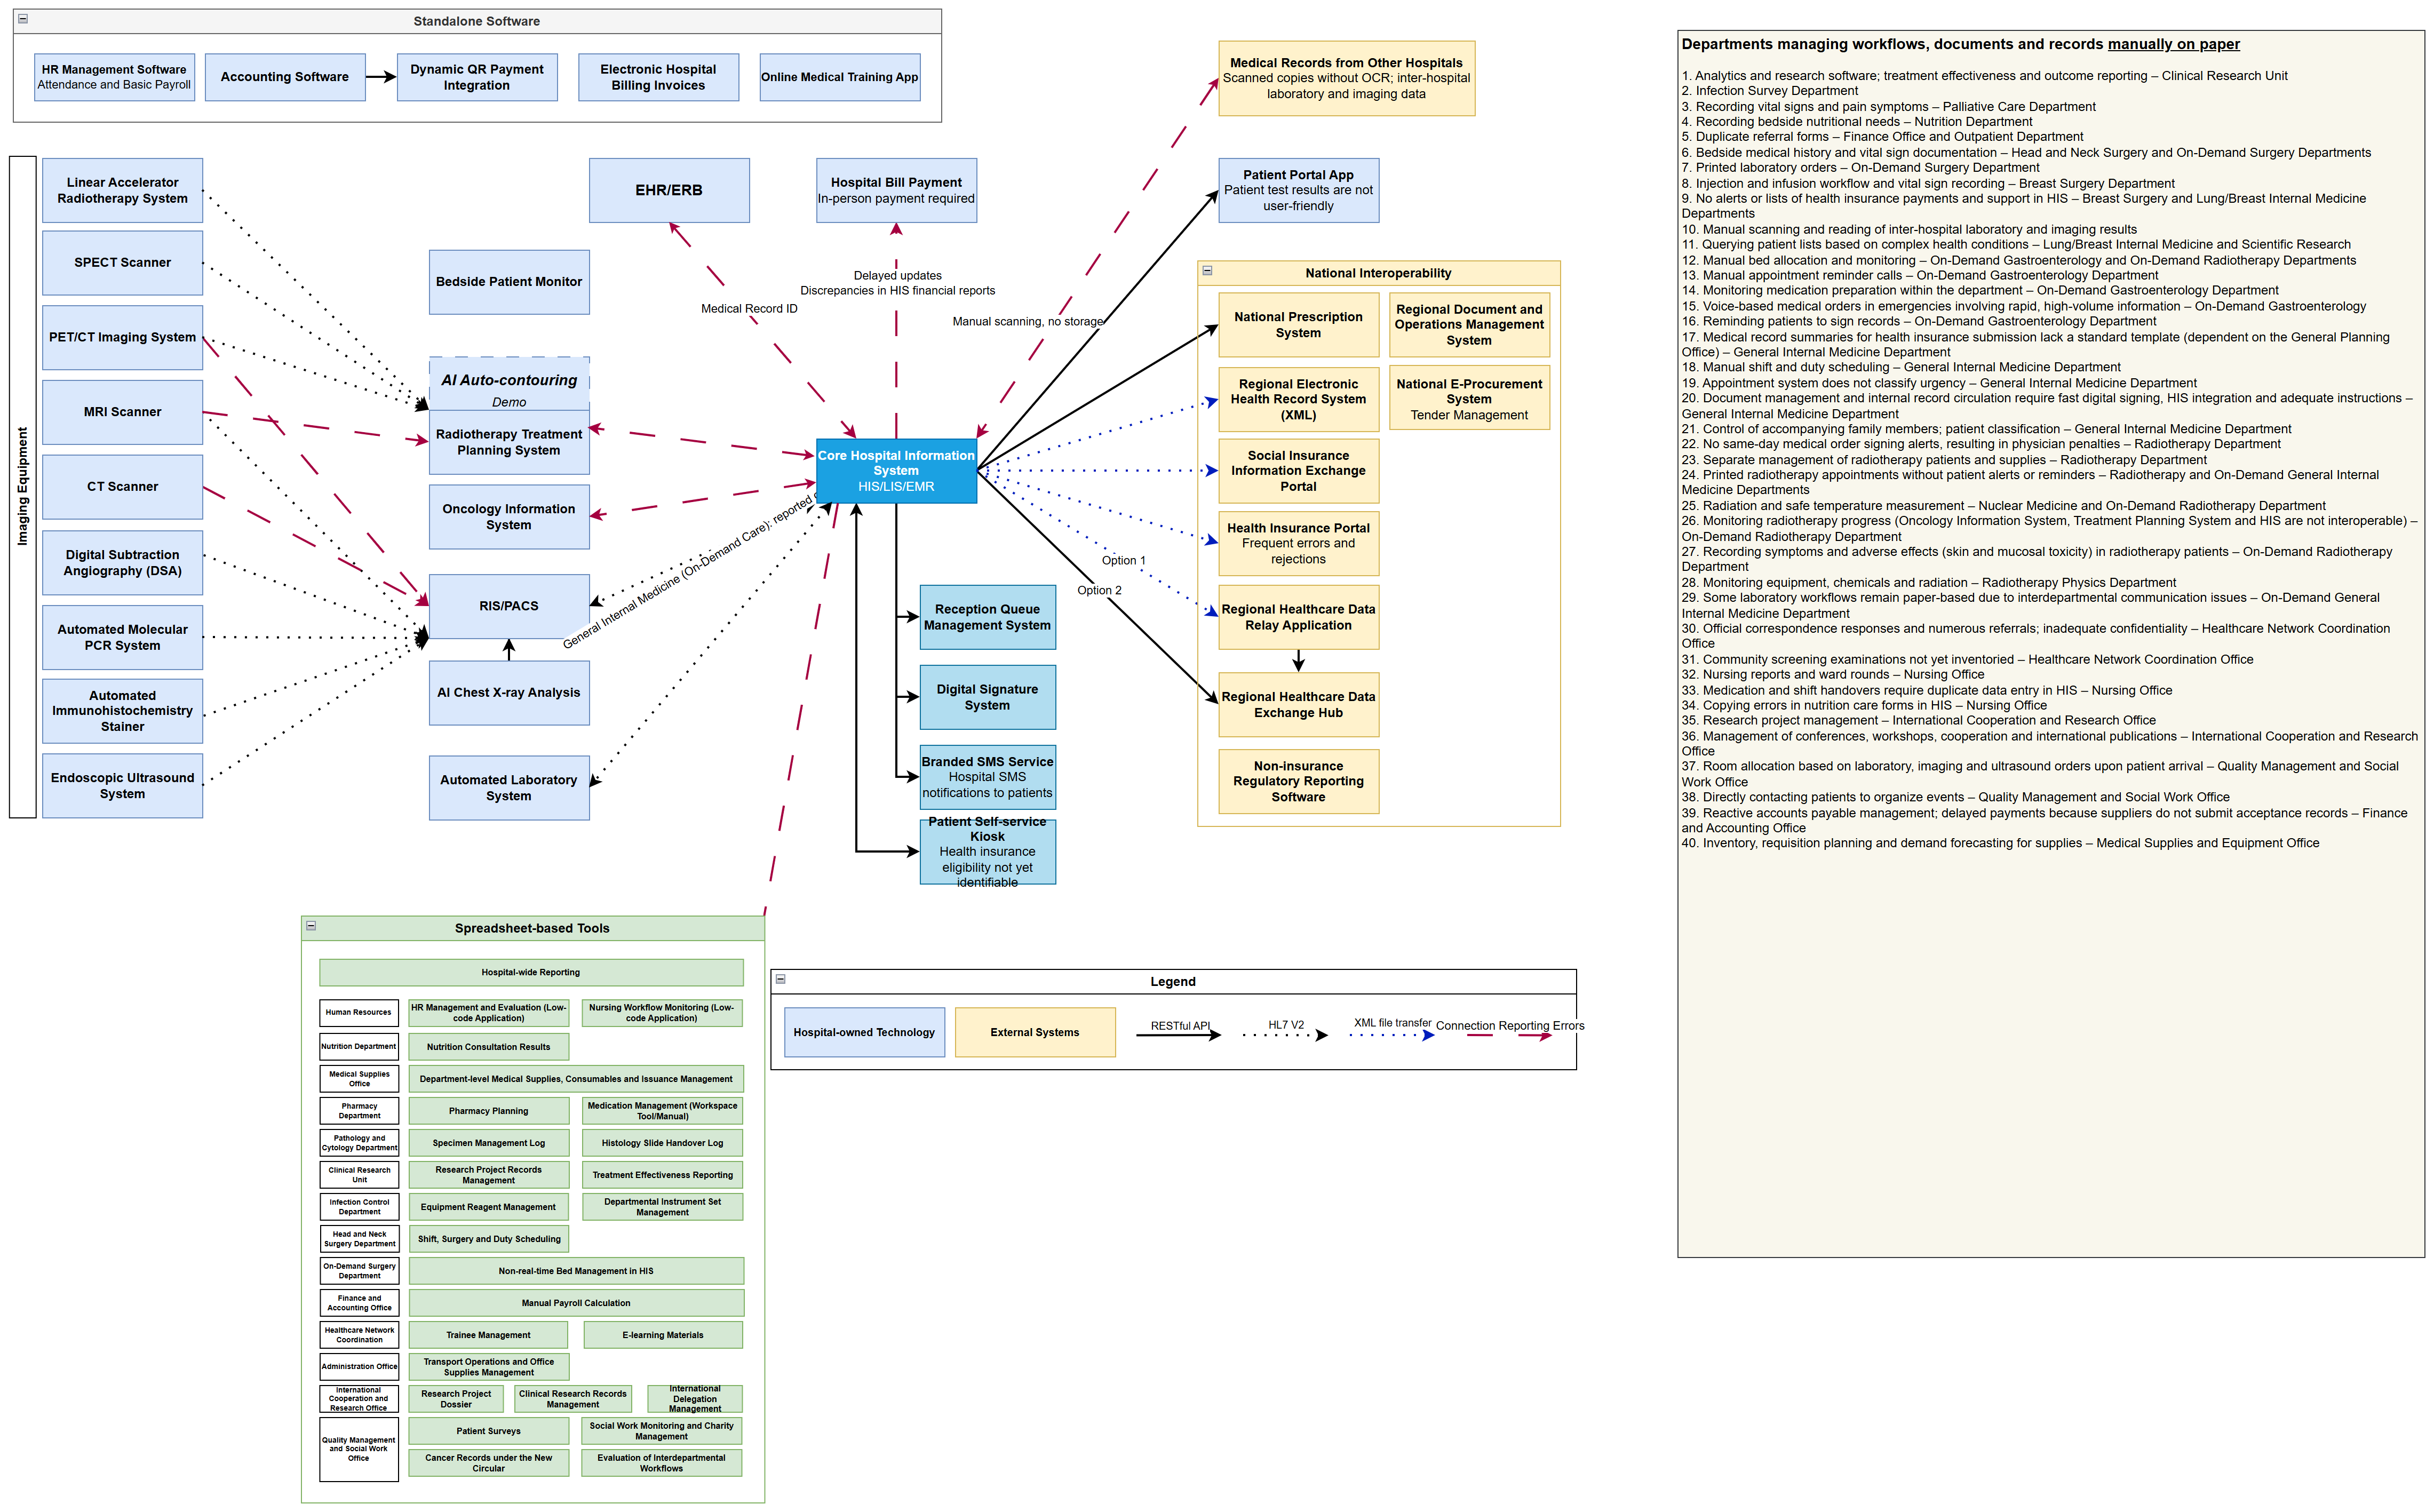 Standalone Software
HR Management Software
Attendance and Basic Payroll
Accounting Software
Dynamic QR Payment
Integration
Electronic Hospital
Billing Invoices
Online Medical Training App
Medical Records from Other Hospitals
Scanned copies without OCR; inter-hospital
laboratory and imaging data
Imaging Equipment
Linear Accelerator
Radiotherapy System
SPECT Scanner
PET/CT Imaging System
MRI Scanner
CT Scanner
Digital Subtraction
Angiography (DSA)
Automated Molecular
PCR System
Automated
Immunohistochemistry
Stainer
Endoscopic Ultrasound
System
EHR/ERB
Hospital Bill Payment
In-person payment required
Patient Portal App
Patient test results are not
user-friendly
Bedside Patient Monitor
AI Auto-contouring
Demo
Radiotherapy Treatment
Planning System
Oncology Information
System
RIS/PACS
AI Chest X-ray Analysis
Automated Laboratory
System
Medical Record ID
Delayed updates
Discrepancies in HIS financial reports
Manual scanning, no storage
Core Hospital Information
System
HIS/LIS/EMR
General Internal Medicine (On-Demand Care): reported
Reception Queue
Management System
Digital Signature
System
Branded SMS Service
Hospital SMS
notifications to patients
Patient Self-service
Kiosk
Health insurance
eligibility not yet
identifiable
Option 1
Option 2
National Interoperability
National Prescription
System
Regional Document and
Operations Management
System
Regional Electronic
Health Record System
(XML)
National E-Procurement
System
Tender Management
Social Insurance
Information Exchange
Portal
Health Insurance Portal
Frequent errors and
rejections
Regional Healthcare Data
Relay Application
Regional Healthcare Data
Exchange Hub
Non-insurance
Regulatory Reporting
Software
Spreadsheet-based Tools
Hospital-wide Reporting
Human Resources
HR Management and Evaluation (Low-
code Application)
Nursing Workflow Monitoring (Low-
code Application)
Nutrition Department
Nutrition Consultation Results
Medical Supplies
Office
Department-level Medical Supplies, Consumables and Issuance Management
Pharmacy
Department
Pharmacy Planning
Medication Management (Workspace
Tool/Manual)
Pathology and
Cytology Department
Specimen Management Log
Histology Slide Handover Log
Clinical Research
Unit
Research Project Records
Management
Treatment Effectiveness Reporting
Infection Control
Department
Equipment Reagent Management
Departmental Instrument Set
Management
Head and Neck
Surgery Department
Shift, Surgery and Duty Scheduling
On-Demand Surgery
Department
Non-real-time Bed Management in HIS
Finance and
Accounting Office
Manual Payroll Calculation
Healthcare Network
Coordination
Trainee Management
E-learning Materials
Administration Office
Transport Operations and Office
Supplies Management
International
Cooperation and
Research Office
Research Project
Dossier
Clinical Research Records
Management
International
Delegation
Management
Quality Management
and Social Work
Office
Patient Surveys
Social Work Monitoring and Charity
Management
Cancer Records under the New
Circular
Evaluation of Interdepartmental
Workflows
Legend
Hospital-owned Technology
External Systems
RESTful API
HL7 V2
XML file transfer
Connection Reporting Errors
Departments managing workflows, documents and records manually on paper
1. Analytics and research software; treatment effectiveness and outcome reporting – Clinical Research Unit
2. Infection Survey Department
3. Recording vital signs and pain symptoms – Palliative Care Department
4. Recording bedside nutritional needs – Nutrition Department
5. Duplicate referral forms – Finance Office and Outpatient Department
6. Bedside medical history and vital sign documentation – Head and Neck Surgery and On-Demand Surgery Departments
7. Printed laboratory orders – On-Demand Surgery Department
8. Injection and infusion workflow and vital sign recording – Breast Surgery Department
9. No alerts or lists of health insurance payments and support in HIS – Breast Surgery and Lung/Breast Internal Medicine
Departments
10. Manual scanning and reading of inter-hospital laboratory and imaging results
11. Querying patient lists based on complex health conditions – Lung/Breast Internal Medicine and Scientific Research
12. Manual bed allocation and monitoring – On-Demand Gastroenterology and On-Demand Radiotherapy Departments
13. Manual appointment reminder calls – On-Demand Gastroenterology Department
14. Monitoring medication preparation within the department – On-Demand Gastroenterology Department
15. Voice-based medical orders in emergencies involving rapid, high-volume information – On-Demand Gastroenterology
16. Reminding patients to sign records – On-Demand Gastroenterology Department
17. Medical record summaries for health insurance submission lack a standard template (dependent on the General Planning
Office) – General Internal Medicine Department
18. Manual shift and duty scheduling – General Internal Medicine Department
19. Appointment system does not classify urgency – General Internal Medicine Department
20. Document management and internal record circulation require fast digital signing, HIS integration and adequate instructions –
General Internal Medicine Department
21. Control of accompanying family members; patient classification – General Internal Medicine Department
22. No same-day medical order signing alerts, resulting in physician penalties – Radiotherapy Department
23. Separate management of radiotherapy patients and supplies – Radiotherapy Department
24. Printed radiotherapy appointments without patient alerts or reminders – Radiotherapy and On-Demand General Internal
Medicine Departments
25. Radiation and safe temperature measurement – Nuclear Medicine and On-Demand Radiotherapy Department
26. Monitoring radiotherapy progress (Oncology Information System, Treatment Planning System and HIS are not interoperable) –
On-Demand Radiotherapy Department
27. Recording symptoms and adverse effects (skin and mucosal toxicity) in radiotherapy patients – On-Demand Radiotherapy
Department
28. Monitoring equipment, chemicals and radiation – Radiotherapy Physics Department
29. Some laboratory workflows remain paper-based due to interdepartmental communication issues – On-Demand General
Internal Medicine Department
30. Official correspondence responses and numerous referrals; inadequate confidentiality – Healthcare Network Coordination
Office
31. Community screening examinations not yet inventoried – Healthcare Network Coordination Office
32. Nursing reports and ward rounds – Nursing Office
33. Medication and shift handovers require duplicate data entry in HIS – Nursing Office
34. Copying errors in nutrition care forms in HIS – Nursing Office
35. Research project management – International Cooperation and Research Office
36. Management of conferences, workshops, cooperation and international publications – International Cooperation and Research
Office
37. Room allocation based on laboratory, imaging and ultrasound orders upon patient arrival – Quality Management and Social
Work Office
38. Directly contacting patients to organize events – Quality Management and Social Work Office
39. Reactive accounts payable management; delayed payments because suppliers do not submit acceptance records – Finance
and Accounting Office
40. Inventory, requisition planning and demand forecasting for supplies – Medical Supplies and Equipment Office